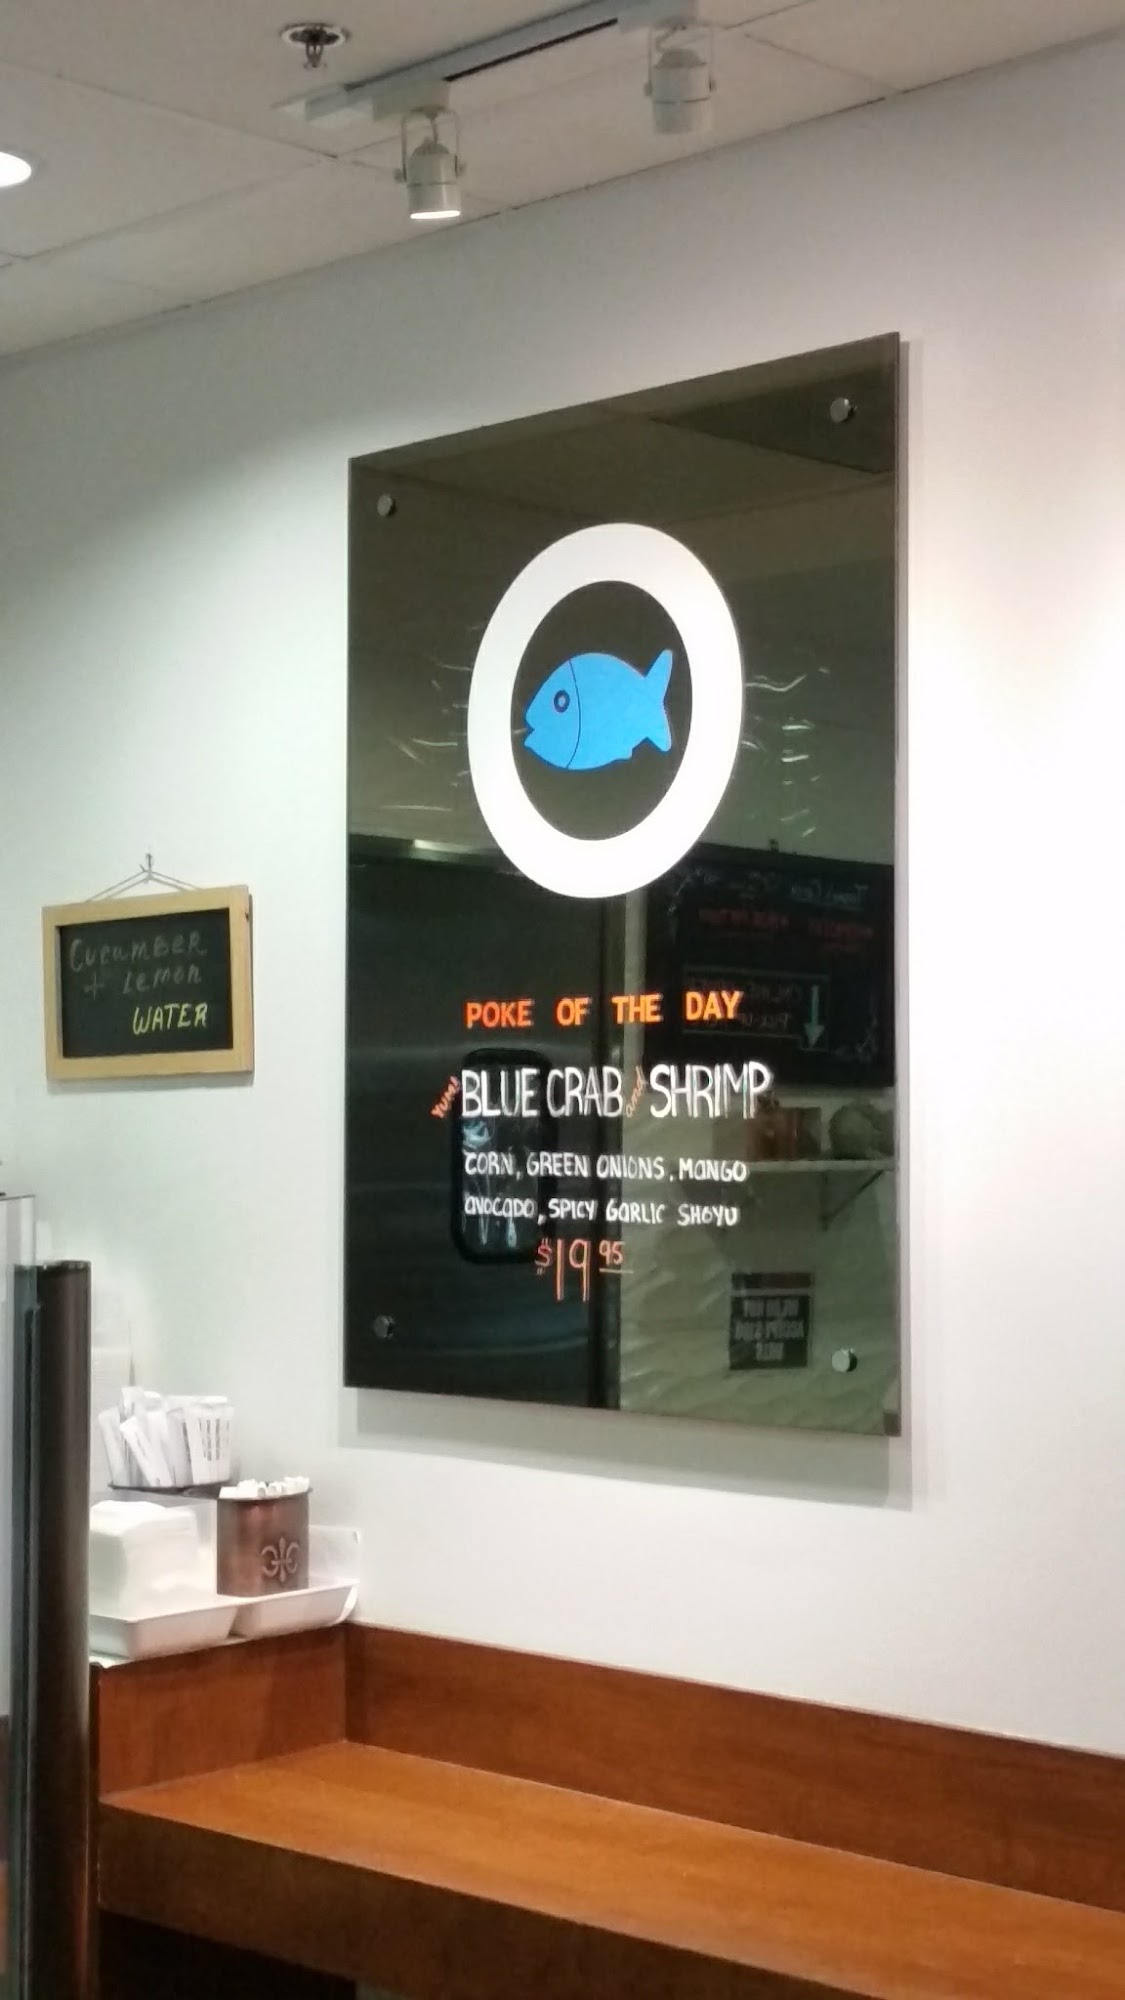 CUCUMBER
+ LEMON
WATER
POKE OF THE DAY
YUM! BLUE CRAB and SHRIMP
CORN, GREEN ONIONS, MANGO
AVOCADO, SPICY GARLIC SHOYU
$19.95